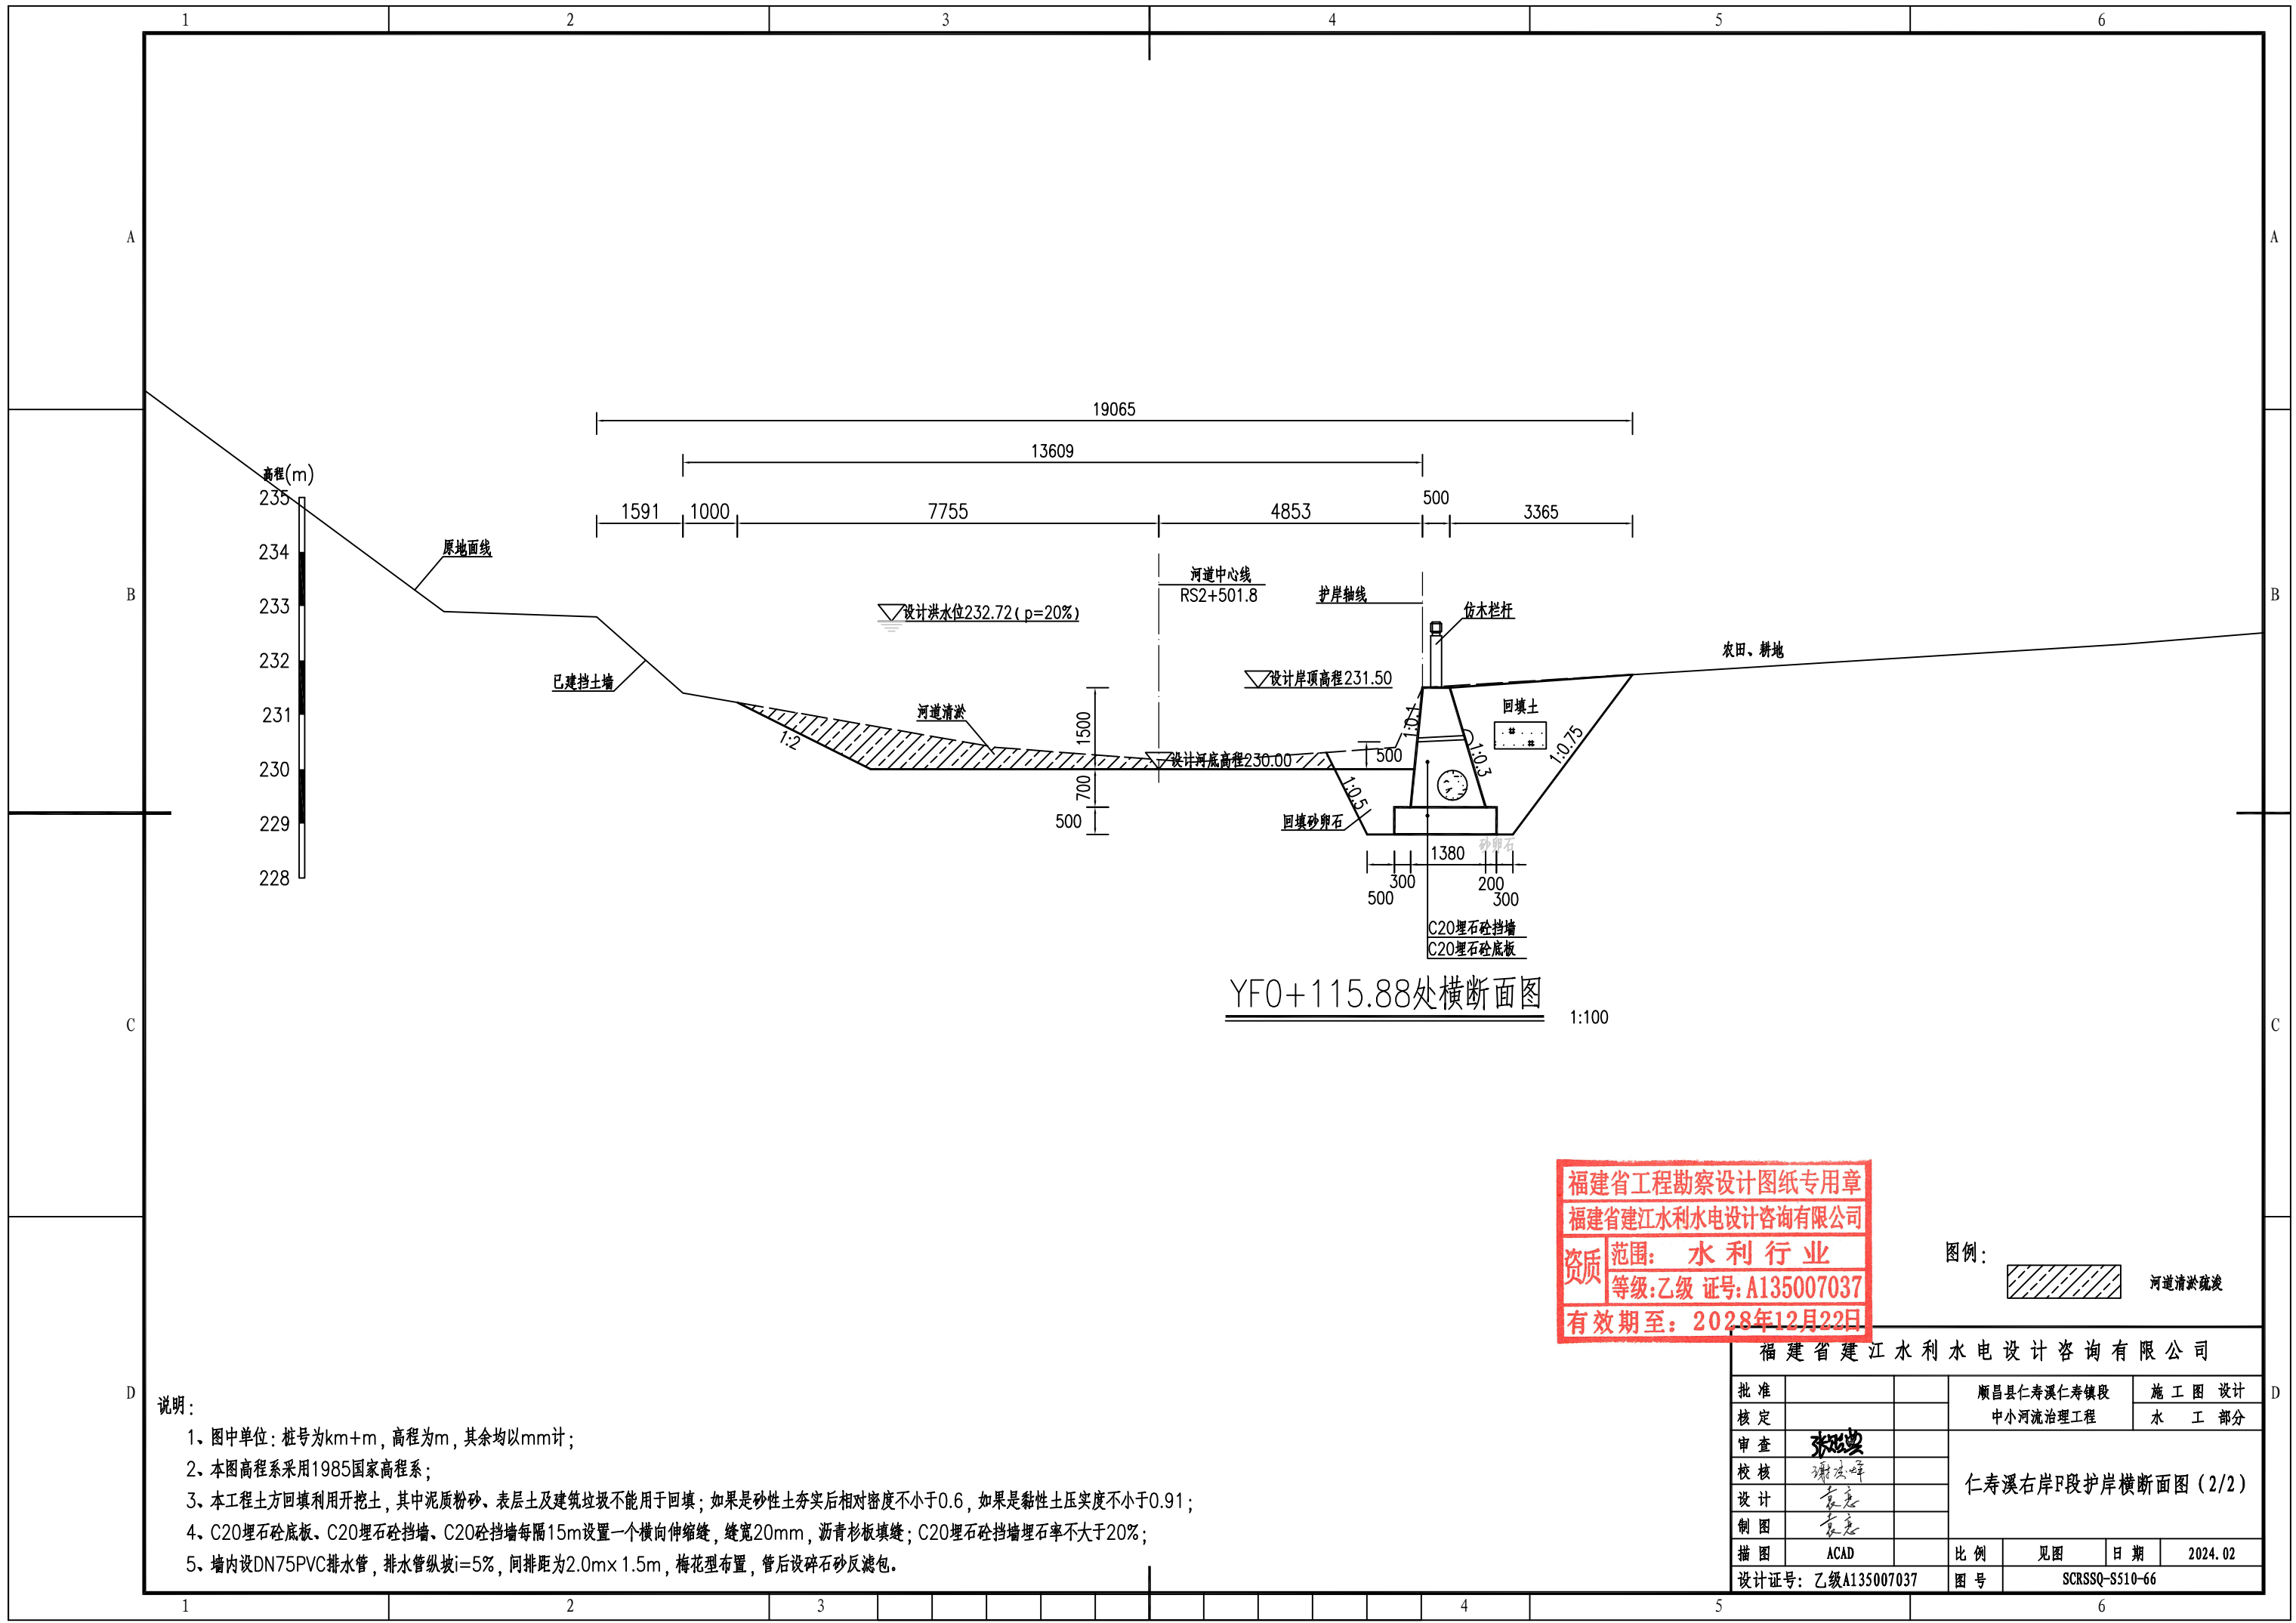 1 2 3 4 5 6
A A
19065
13609
1591 1000 7755 4853 500 3365
高程(m)
235
234
233
232
231
230
229
228
原地面线
已建挡土墙
设计洪水位232.72(p=20%)
河道中心线
RS2+501.8
护岸轴线
仿木栏杆
农田、耕地
B B
设计岸顶高程231.50
河道清淤
1:2
1500
700
500
设计河底高程230.00
500
1:0.1
1:0.3
1:0.5
1:0.75
回填土
回填砂卵石
砂卵石
1380
300
200
500
300
C20埋石砼挡墙
C20埋石砼底板
YF0+115.88处横断面图
1:100
C C
福建省工程勘察设计图纸专用章
福建省建江水利水电设计咨询有限公司
资质
范围: 水利行业
等级:乙级 证号:A135007037
有效期至: 2028年12月22日
图例:
河道清淤疏浚
D D
说明:
1、图中单位:桩号为km+m,高程为m,其余均以mm计;
2、本图高程系采用1985国家高程系;
3、本工程土方回填利用开挖土,其中泥质粉砂、表层土及建筑垃圾不能用于回填;如果是砂性土夯实后相对密度不小于0.6,如果是黏性土压实度不小于0.91;
4、C20埋石砼底板、C20埋石砼挡墙、C20砼挡墙每隔15m设置一个横向伸缩缝,缝宽20mm,沥青杉板填缝;C20埋石砼挡墙埋石率不大于20%;
5、墙内设DN75PVC排水管,排水管纵坡i=5%,间排距为2.0m×1.5m,梅花型布置,管后设碎石砂反滤包。
福建省建江水利水电设计咨询有限公司
批准
核定
审查
校核
设计
制图
描图 ACAD
设计证号: 乙级A135007037
顺昌县仁寿溪仁寿镇段
中小河流治理工程
施工图 设计
水工 部分
仁寿溪右岸F段护岸横断面图(2/2)
比例 见图 日期 2024.02
图号 SCRSSQ-S510-66
1 2 3 4 5 6